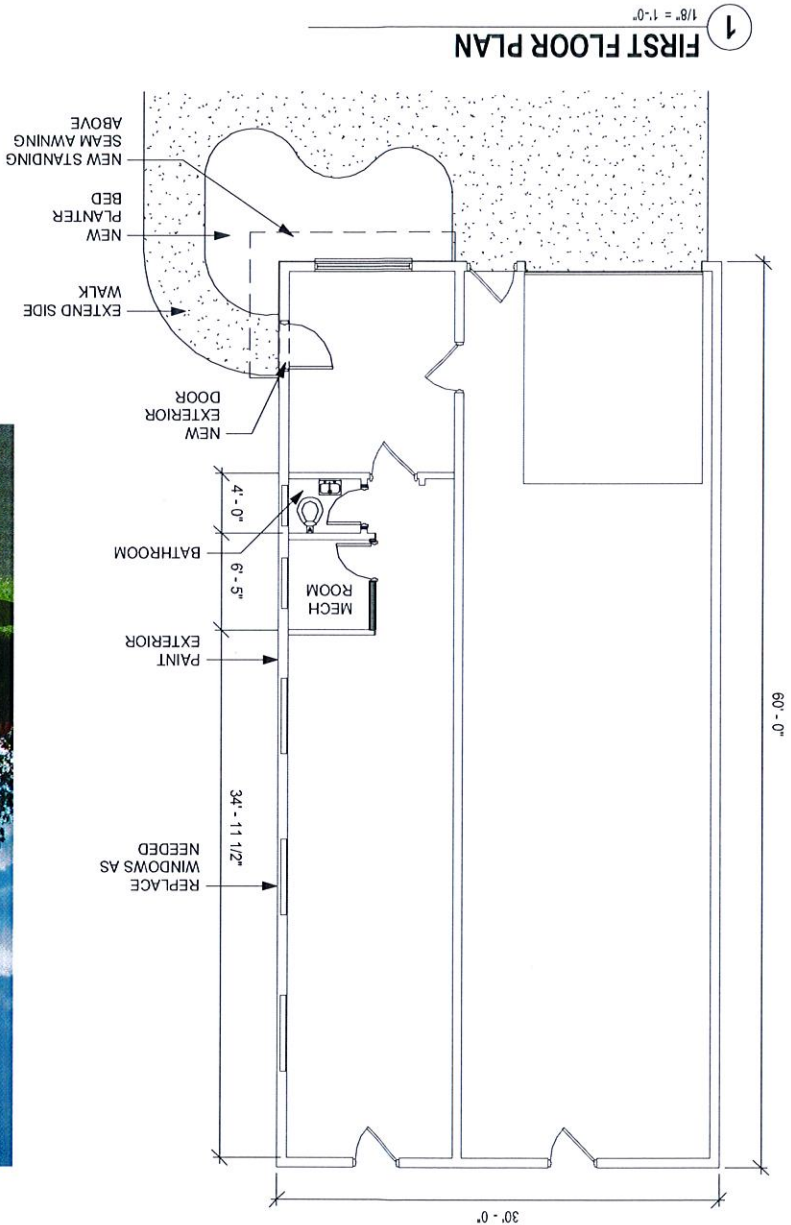 30' - 0"
REPLACE
WINDOWS AS
NEEDED
34' - 11 1/2"
60' - 0"
PAINT
EXTERIOR
MECH
ROOM
6' - 5"
BATHROOM
4' - 0"
NEW
EXTERIOR
DOOR
EXTEND SIDE
WALK
NEW
PLANTER
BED
NEW STANDING
SEAM AWNING
ABOVE
1
FIRST FLOOR PLAN
1/8" = 1'-0"